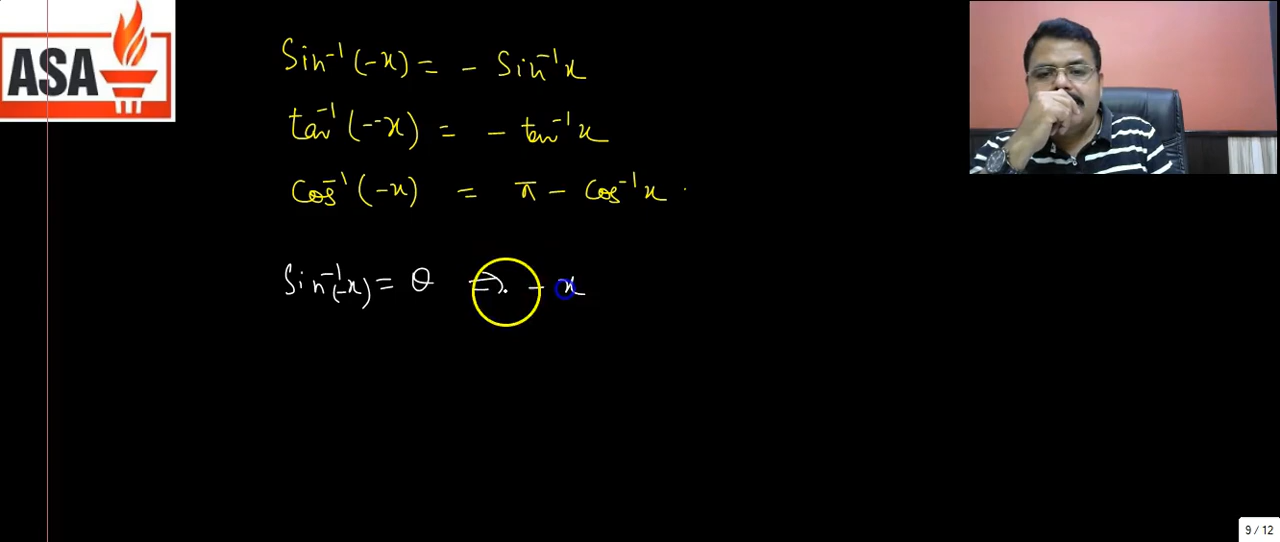 ASA
Sin⁻¹(-x) = - Sin⁻¹x
tan⁻¹(-x) = - tan⁻¹x
Cos⁻¹(-x) = π - Cos⁻¹x .
Sin⁻¹(-x) = θ ⇒ - x
9 / 12